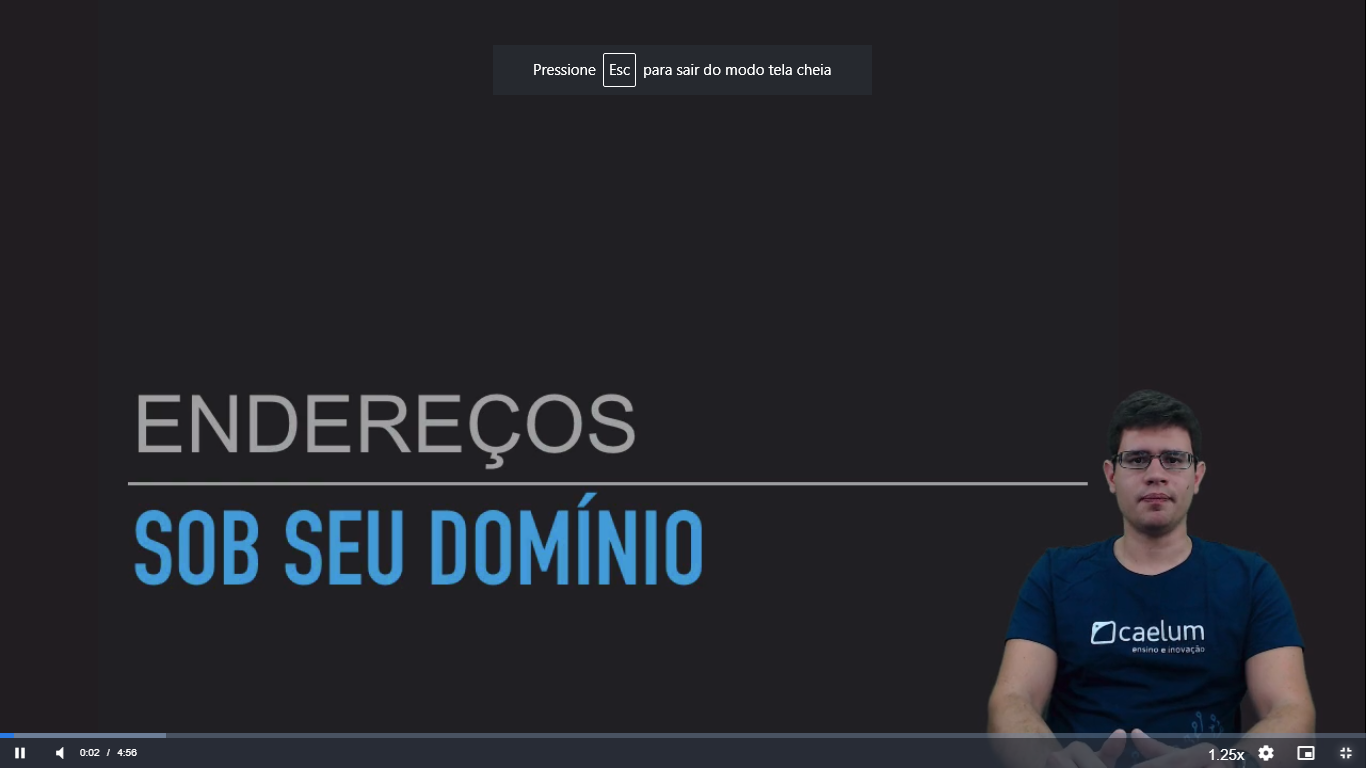 Pressione Esc para sair do modo tela cheia
ENDEREÇOS
SOB SEU DOMÍNIO
caelum
ensino e inovação
0:02 / 4:56
1.25x